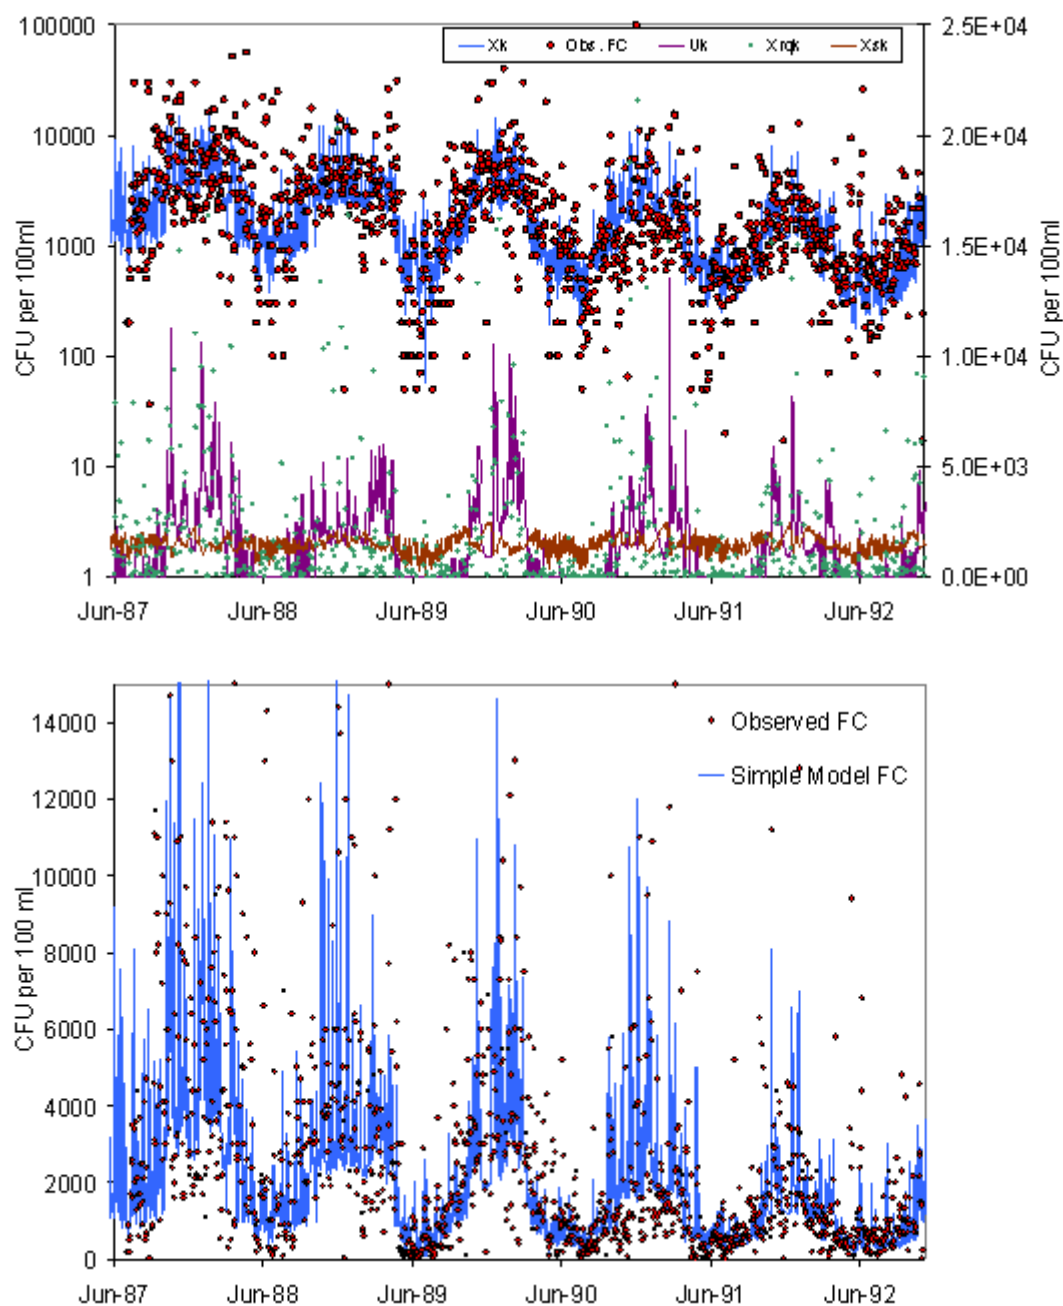 100000
10000
1000
100
10
1
CFU per 100ml
Xk Obs. FC Uk Xrqk Xsk
2.5E+04
2.0E+04
1.5E+04
1.0E+04
5.0E+03
0.0E+00
CFU per 100ml
Jun-87 Jun-88 Jun-89 Jun-90 Jun-91 Jun-92
14000
12000
10000
8000
6000
4000
2000
0
CFU per 100 ml
Observed FC
Simple Model FC
Jun-87 Jun-88 Jun-89 Jun-90 Jun-91 Jun-92